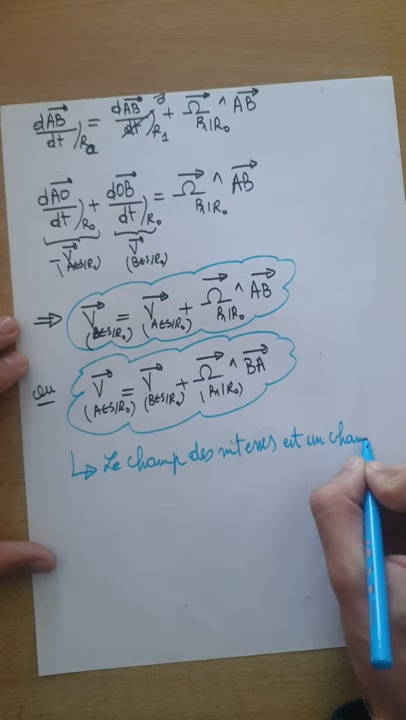 dAB/dt)R0 = dAB/dt)R1 + Ω R1/R0 ∧ AB
dAO/dt)R0 + dOB/dt)R0 = Ω R1/R0 ∧ AB
-V(A∈S/R0) V(B∈S/R0)
⇒ V(B∈S/R0) = V(A∈S/R0) + Ω R1/R0 ∧ AB
ou V(A∈S/R0) = V(B∈S/R0) + Ω(R1/R0) ∧ BA
↳ Le champ des vitesses est un cham